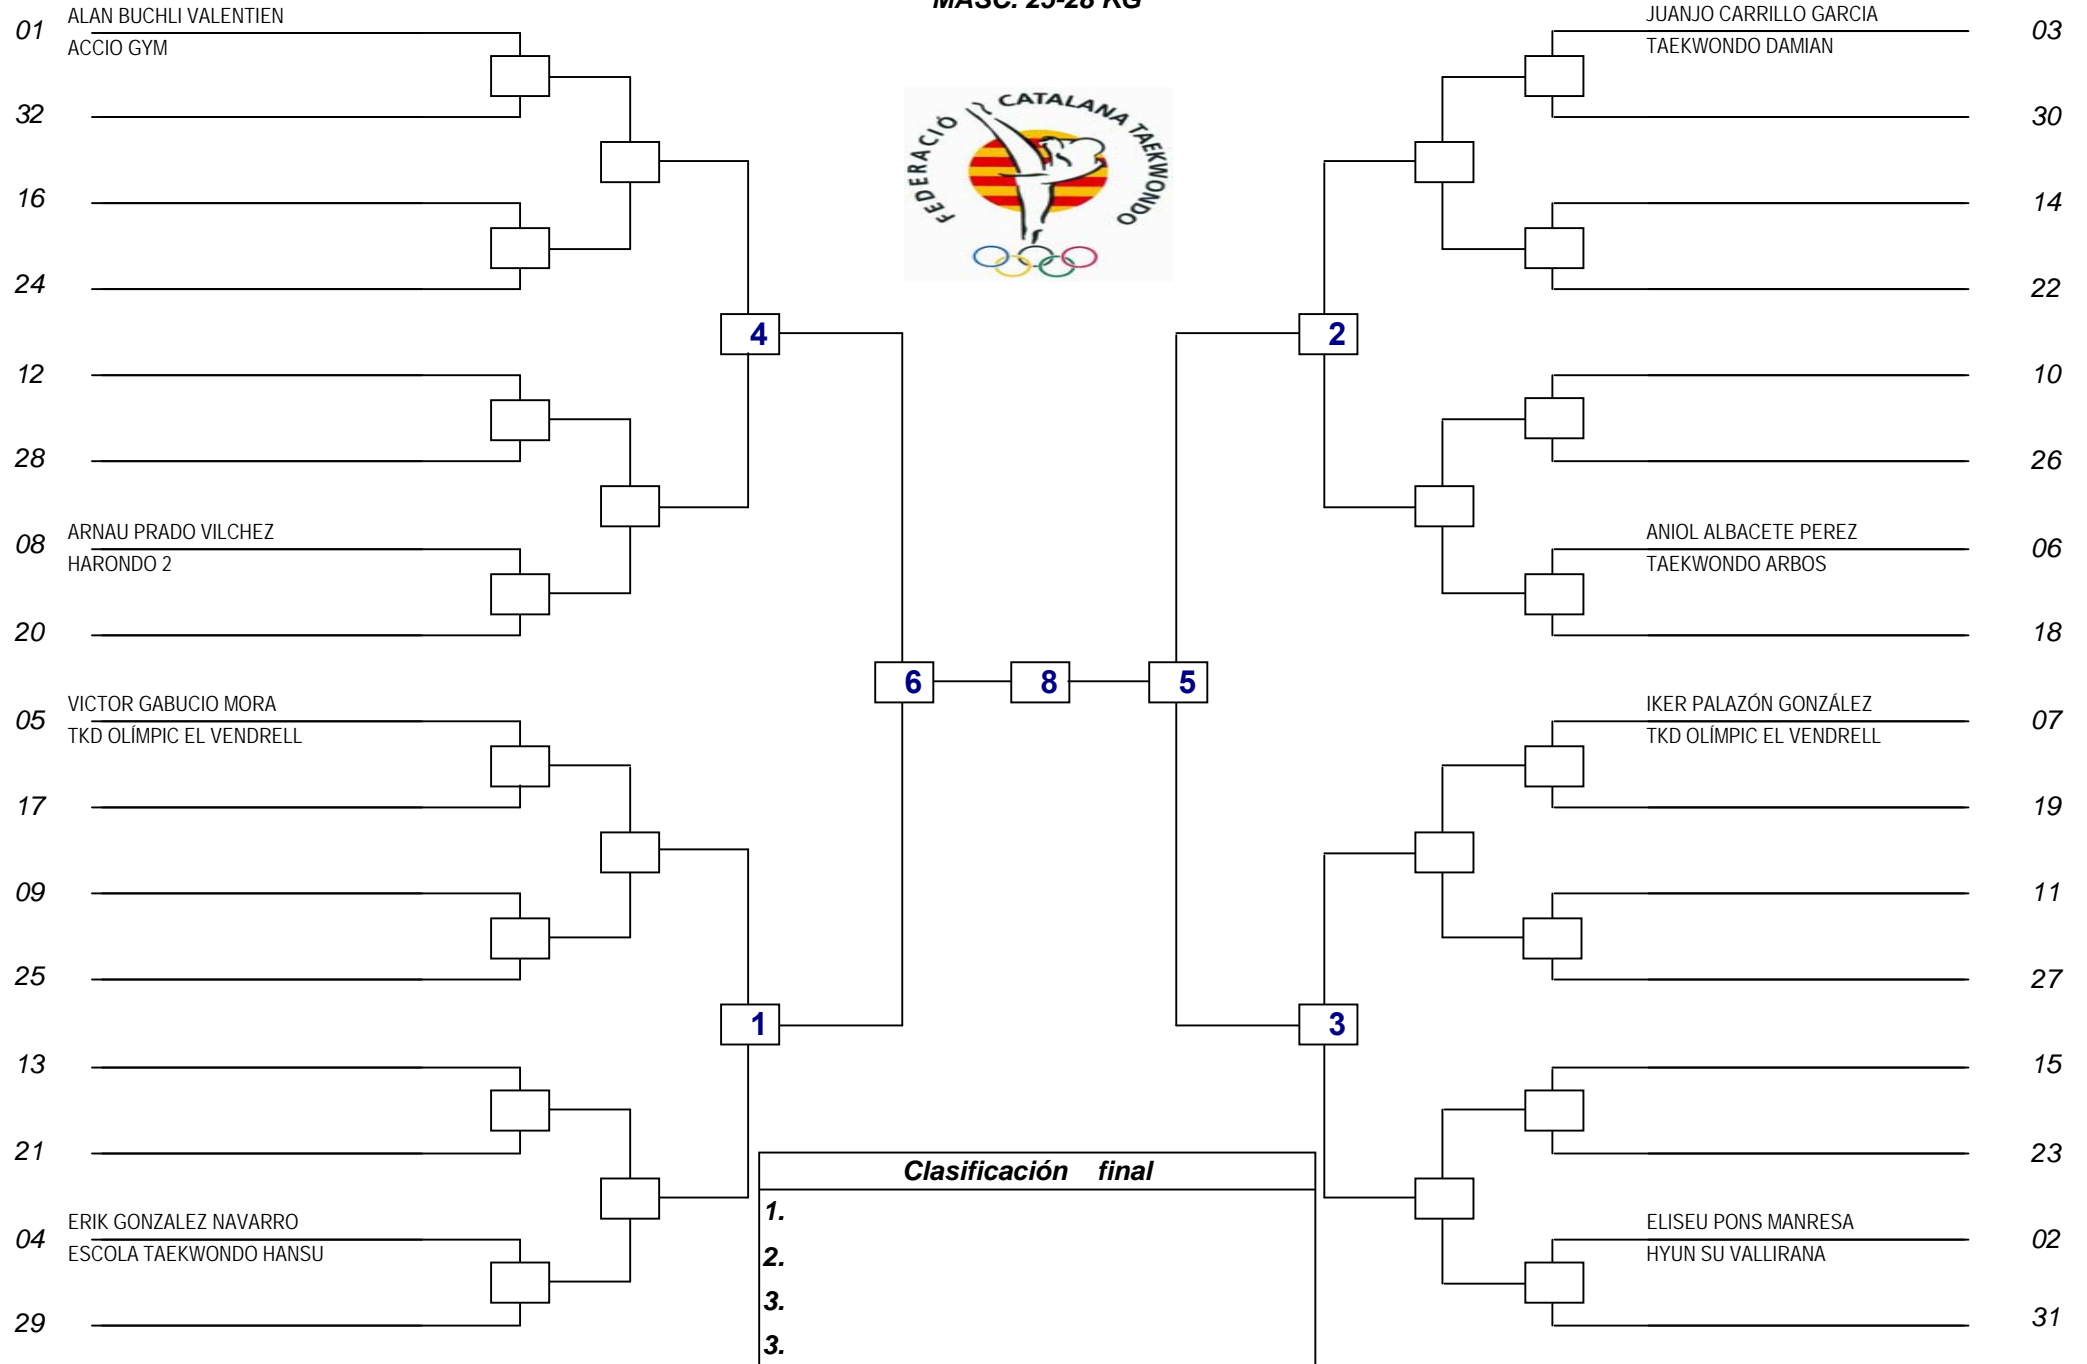 MASC. 25-28 KG
01
ALAN BUCHLI VALENTIEN
ACCIO GYM
32
16
24
12
28
08
ARNAU PRADO VILCHEZ
HARONDO 2
20
05
VICTOR GABUCIO MORA
TKD OLÍMPIC EL VENDRELL
17
09
25
13
21
04
ERIK GONZALEZ NAVARRO
ESCOLA TAEKWONDO HANSU
29
FEDERACIÓ CATALANA TAEKWONDO
4
1
6
8
5
2
3
JUANJO CARRILLO GARCIA
TAEKWONDO DAMIAN
03
30
14
22
10
26
ANIOL ALBACETE PEREZ
TAEKWONDO ARBOS
06
18
IKER PALAZÓN GONZÁLEZ
TKD OLÍMPIC EL VENDRELL
07
19
11
27
15
23
ELISEU PONS MANRESA
HYUN SU VALLIRANA
02
31
Clasificación final
1.
2.
3.
3.